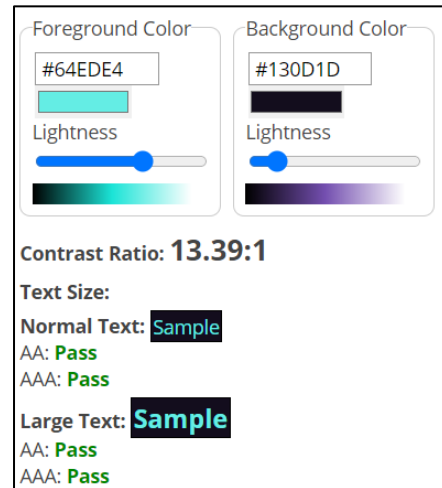 Foreground Color
#64EDE4
Lightness
Background Color
#130D1D
Lightness
Contrast Ratio: 13.39:1
Text Size:
Normal Text: Sample
AA: Pass
AAA: Pass
Large Text: Sample
AA: Pass
AAA: Pass